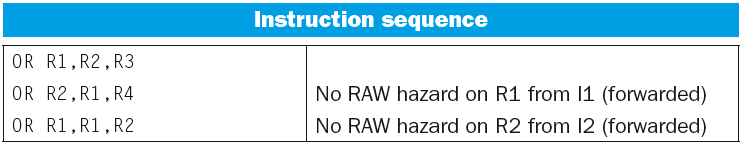 Instruction sequence
OR R1,R2,R3
OR R2,R1,R4 No RAW hazard on R1 from I1 (forwarded)
OR R1,R1,R2 No RAW hazard on R2 from I2 (forwarded)